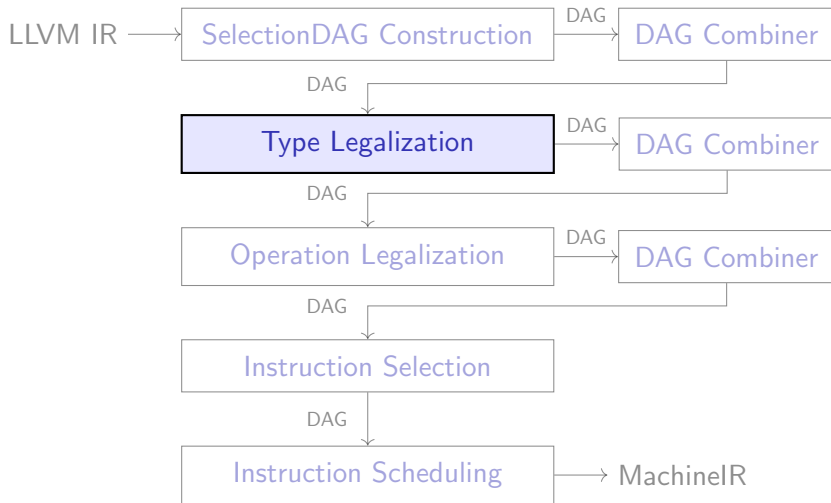 LLVM IR
SelectionDAG Construction
DAG
DAG Combiner
DAG
Type Legalization
DAG
DAG Combiner
DAG
Operation Legalization
DAG
DAG Combiner
DAG
Instruction Selection
DAG
Instruction Scheduling
MachineIR